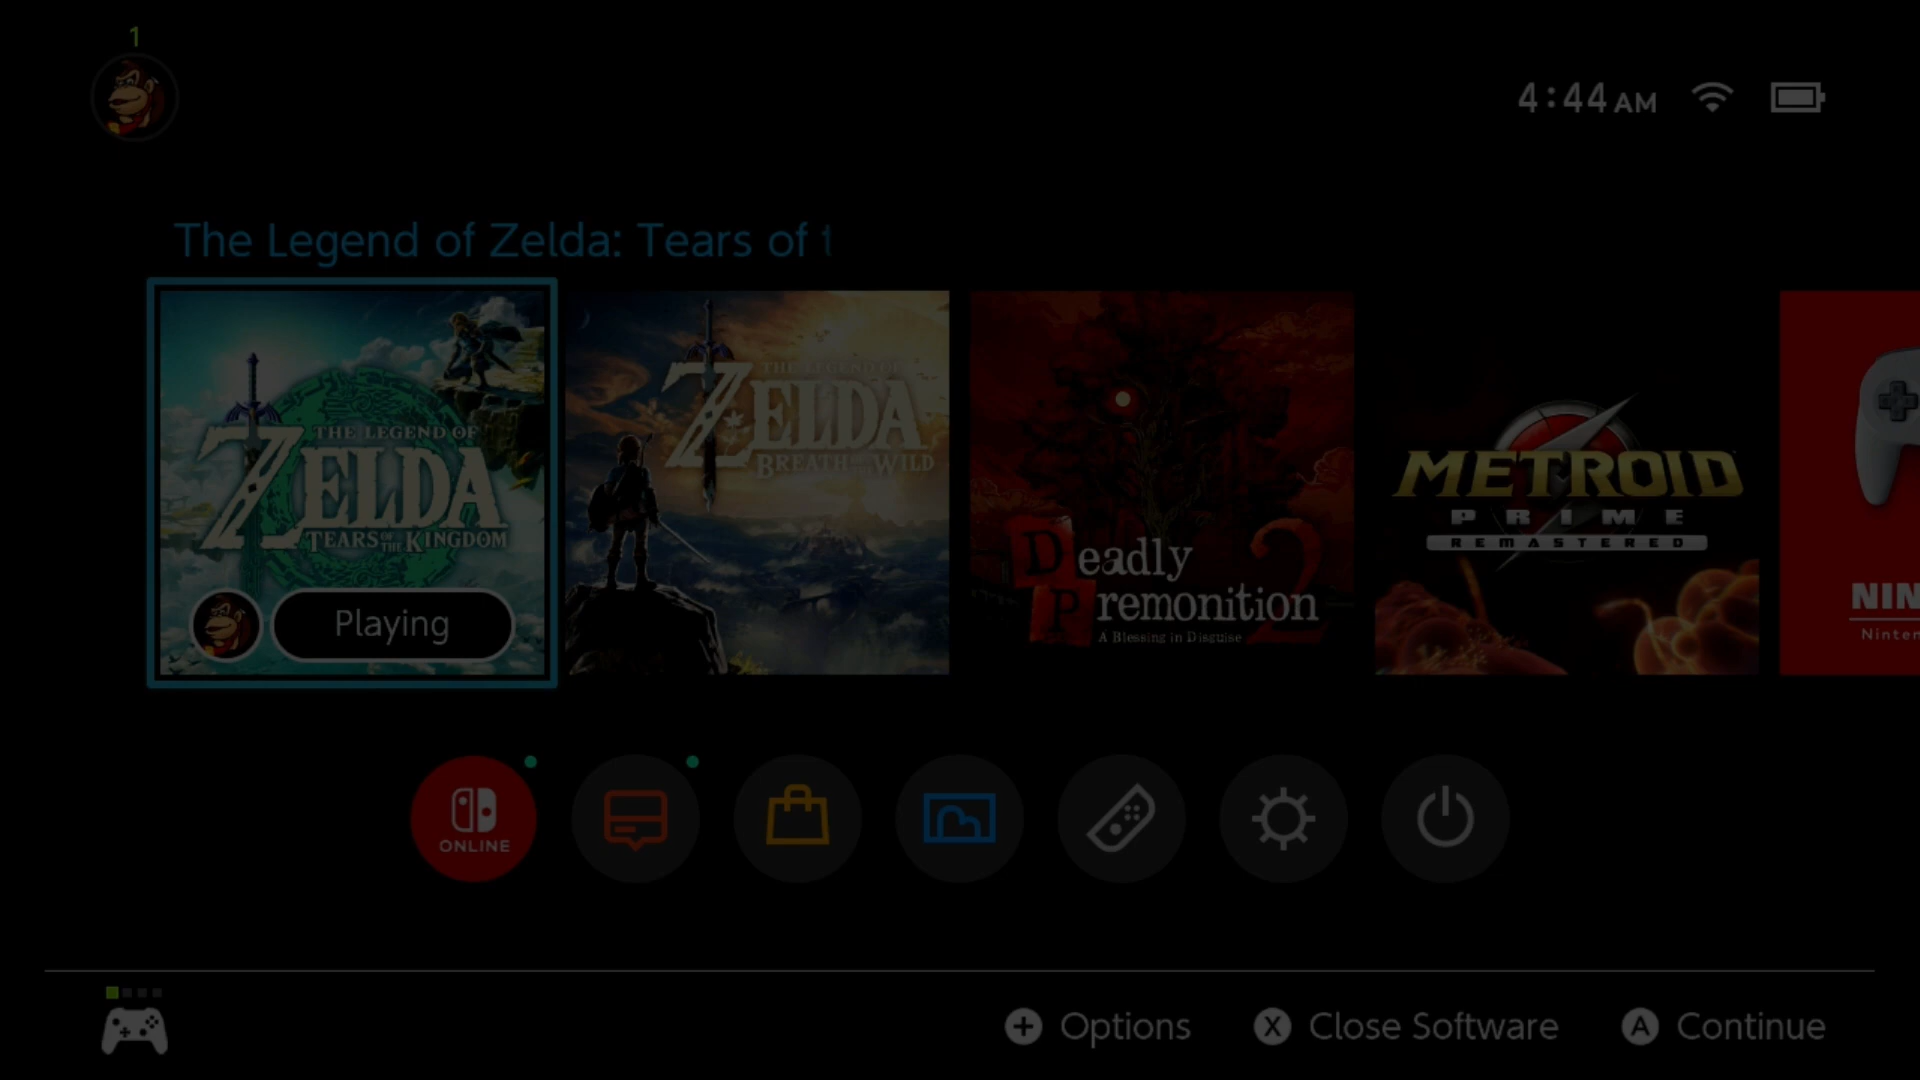 1
4:44 AM
The Legend of Zelda: Tears of t
THE LEGEND OF
ZELDA
TEARS OF THE KINGDOM
Playing
THE LEGEND OF
ZELDA
BREATH OF THE WILD
Deadly
Premonition 2
A Blessing in Disguise
METROID
PRIME
REMASTERED
NIN
Ninten
ONLINE
+ Options
X Close Software
A Continue